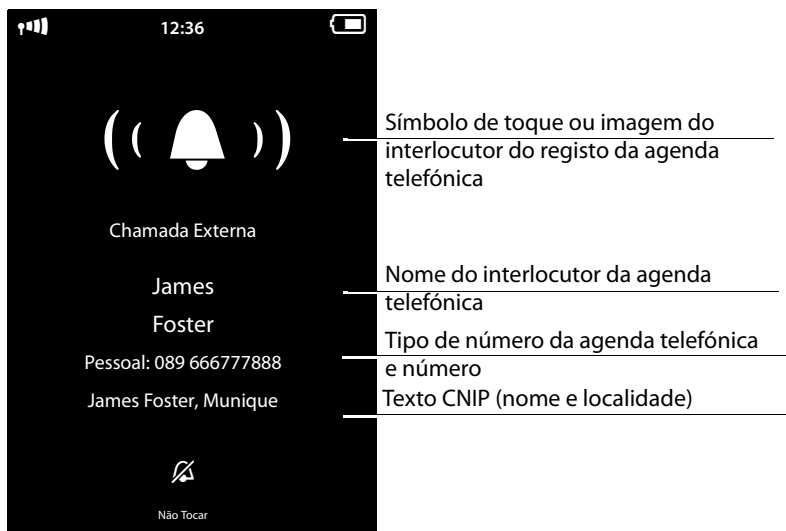 12:36
Chamada Externa
James
Foster
Pessoal: 089 666777888
James Foster, Munique
Não Tocar
Símbolo de toque ou imagem do
interlocutor do registo da agenda
telefónica
Nome do interlocutor da agenda
telefónica
Tipo de número da agenda telefónica
e número
Texto CNIP (nome e localidade)